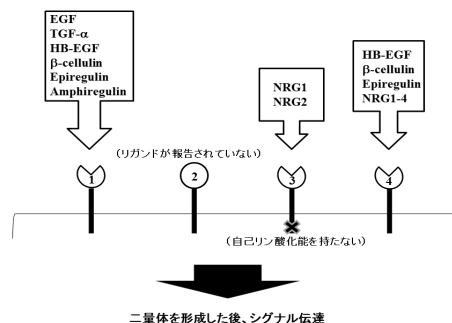 EGF
TGF-α
HB-EGF
β-cellulin
Epiregulin
Amphiregulin
NRG1
NRG2
HB-EGF
β-cellulin
Epiregulin
NRG1-4
（リガンドが報告されていない）
1
2
3
4
（自己リン酸化能を持たない）
二量体を形成した後、シグナル伝達